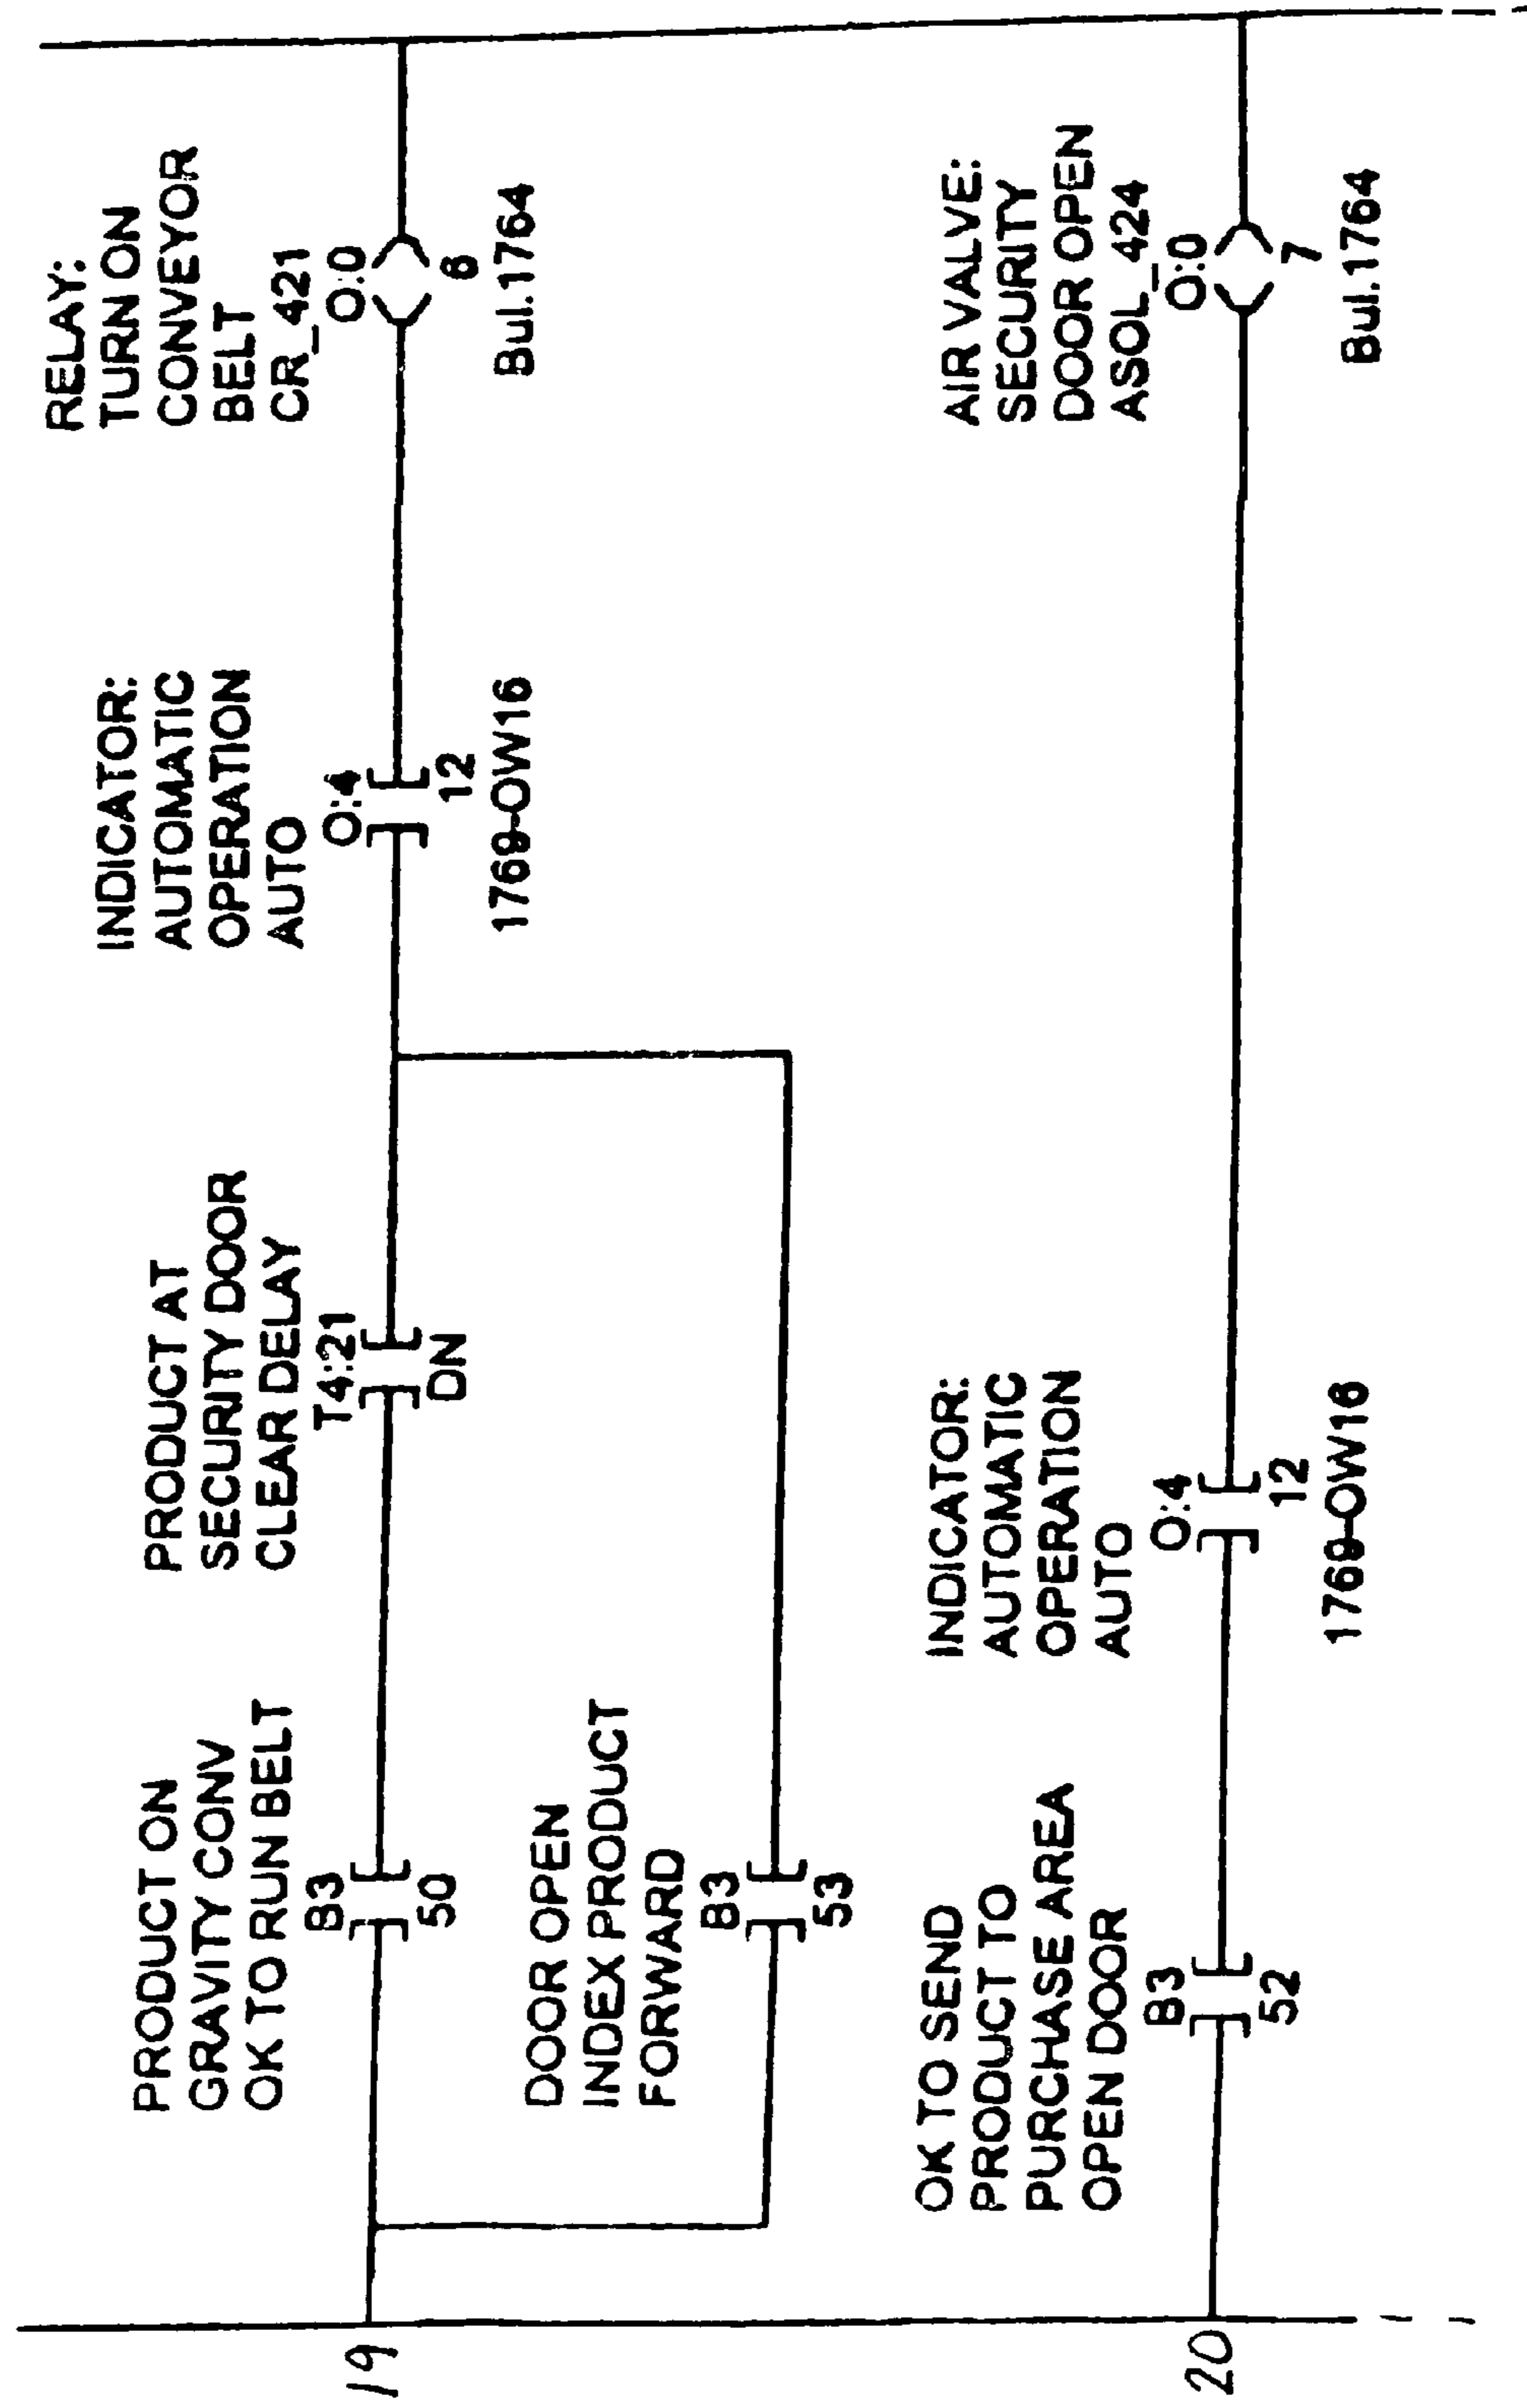 19
PRODUCT ON
GRAVITY CONV
OK TO RUN BELT
B3
50
PRODUCT AT
SECURITY DOOR
CLEAR DELAY
T4:21
DN
INDICATOR:
AUTOMATIC
OPERATION
AUTO
O:4
12
1769-OW16
RELAY:
TURN ON
CONVEYOR
BELT
CR_421
O:0
6
Bul.1764
DOOR OPEN
INDEX PRODUCT
FORWARD
B3
53
20
OK TO SEND
PRODUCT TO
PURCHASE AREA
OPEN DOOR
B3
52
INDICATOR:
AUTOMATIC
OPERATION
AUTO
O:4
12
1769-OW16
AIR VALVE:
SECURITY
DOOR OPEN
ASOL_424
O:0
7
Bul.1764